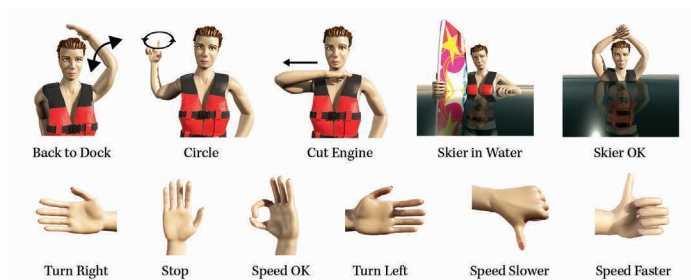 Back to Dock
Circle
Cut Engine
Skier in Water
Skier OK
Turn Right
Stop
Speed OK
Turn Left
Speed Slower
Speed Faster